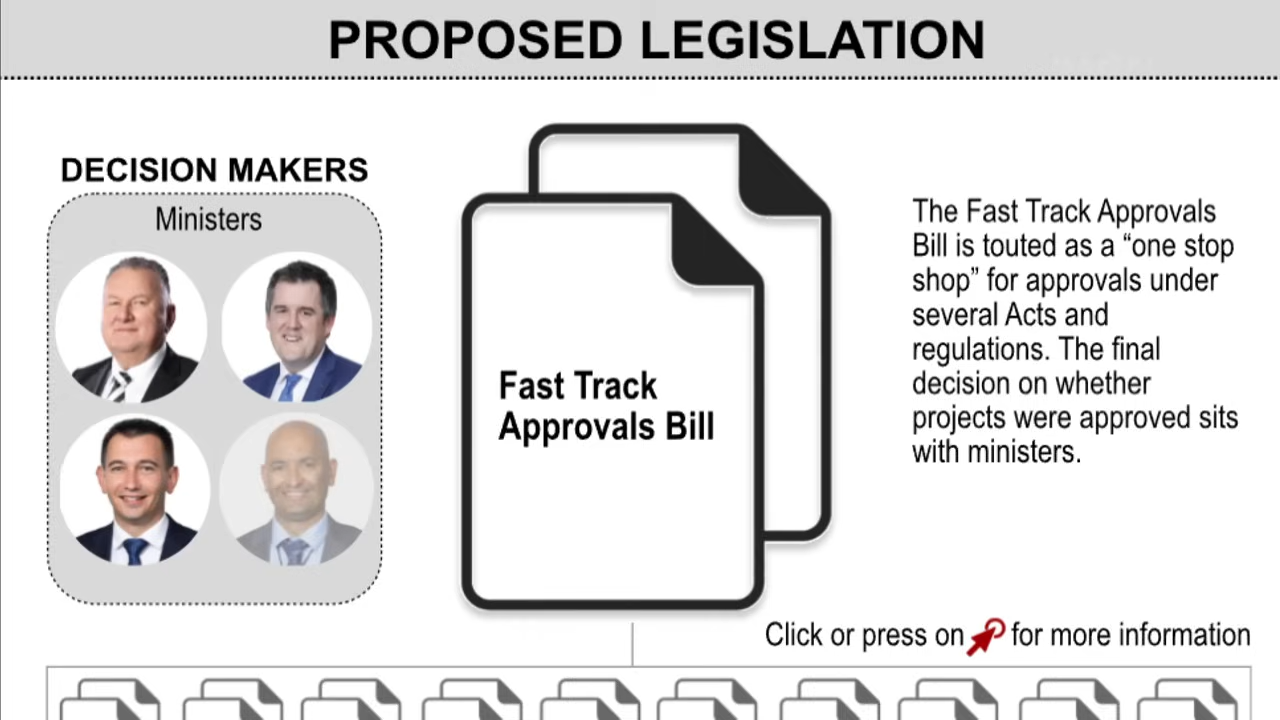 PROPOSED LEGISLATION
DECISION MAKERS
Ministers
Fast Track
Approvals Bill
The Fast Track Approvals
Bill is touted as a “one stop
shop” for approvals under
several Acts and
regulations. The final
decision on whether
projects were approved sits
with ministers.
Click or press on for more information